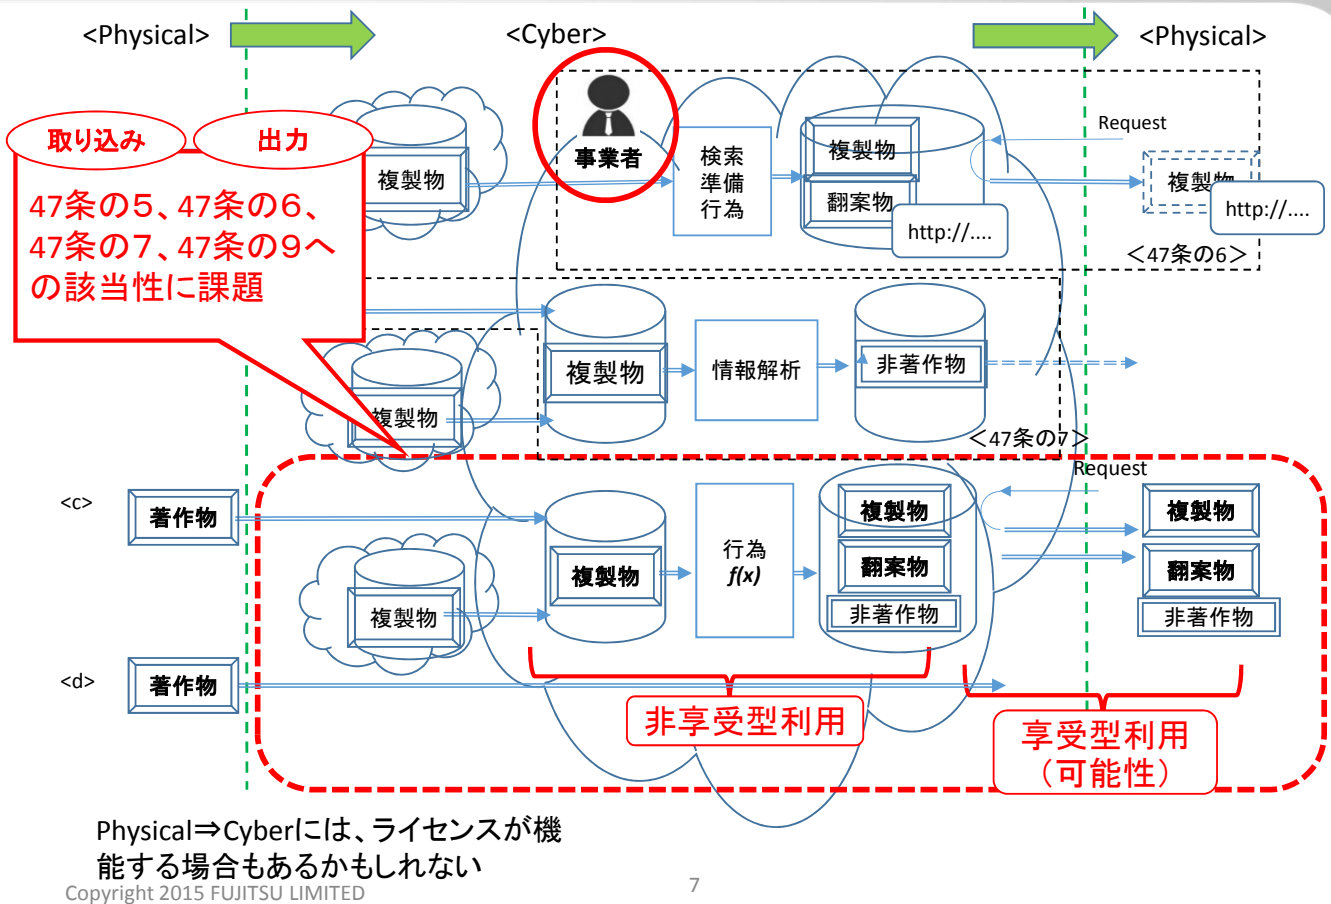 <Physical>
<Cyber>
<Physical>
取り込み
出力
47条の５、47条の６、
47条の７、47条の９へ
の該当性に課題
複製物
事業者
検索
準備
行為
複製物
翻案物
http://....
Request
複製物
http://....
＜47条の6＞
複製物
複製物
情報解析
非著作物
＜47条の7＞
<c>
著作物
複製物
複製物
行為
f(x)
複製物
翻案物
非著作物
Request
複製物
翻案物
非著作物
<d>
著作物
非享受型利用
享受型利用
（可能性）
Physical⇒Cyberには、ライセンスが機
能する場合もあるかもしれない
Copyright 2015 FUJITSU LIMITED
7